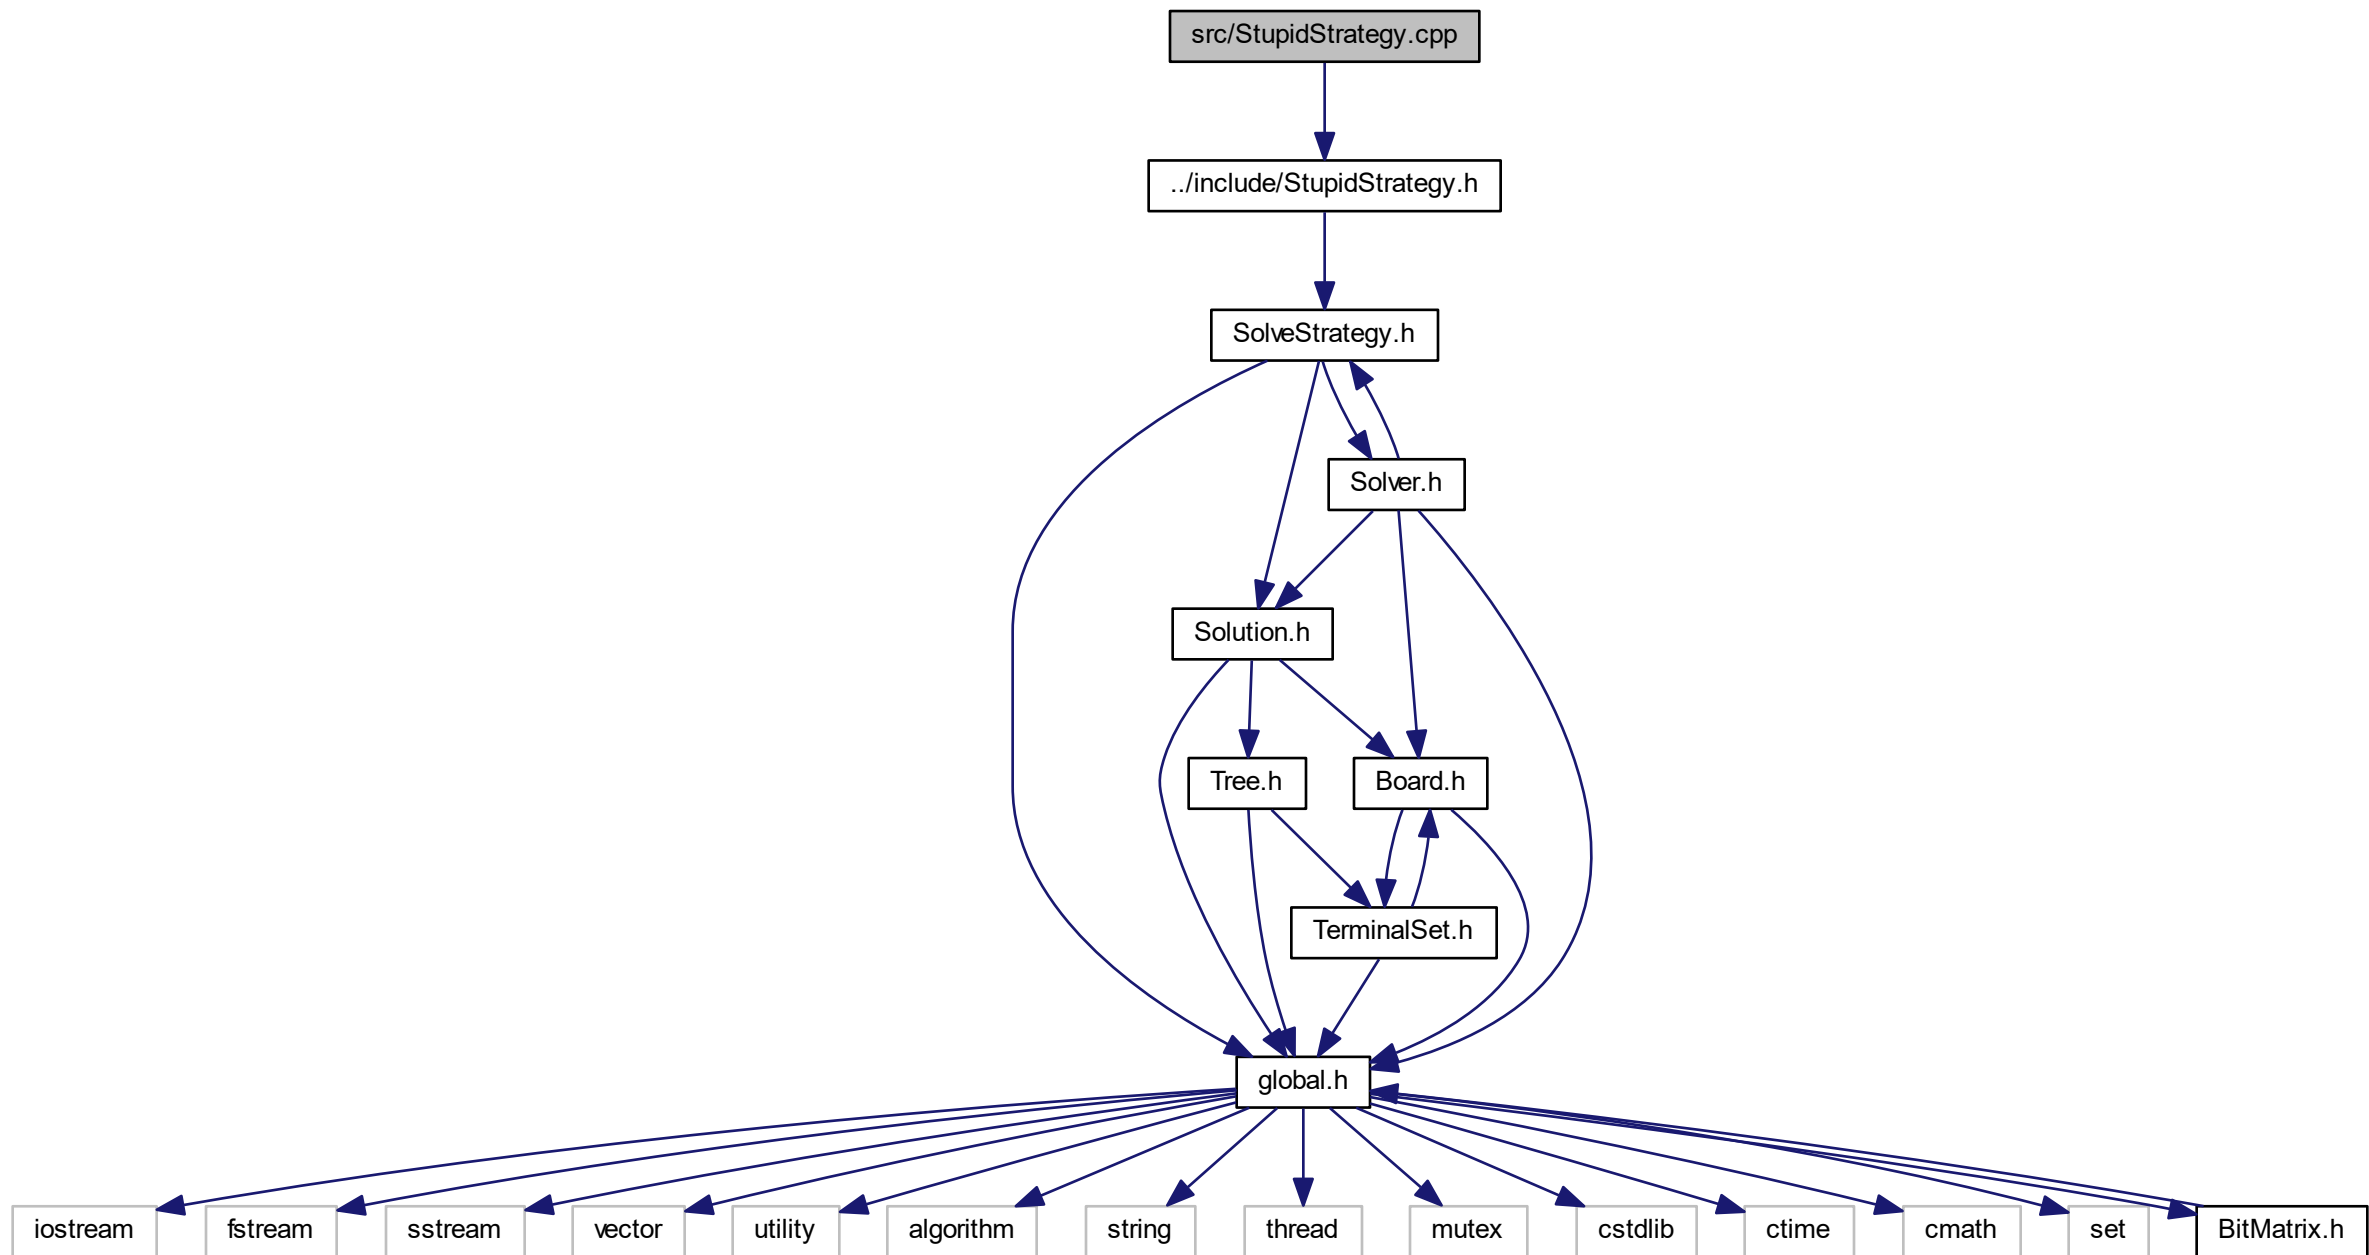 src/StupidStrategy.cpp
../include/StupidStrategy.h
SolveStrategy.h
Solver.h
Solution.h
Tree.h
Board.h
TerminalSet.h
global.h
iostream
fstream
sstream
vector
utility
algorithm
string
thread
mutex
cstdlib
ctime
cmath
set
BitMatrix.h